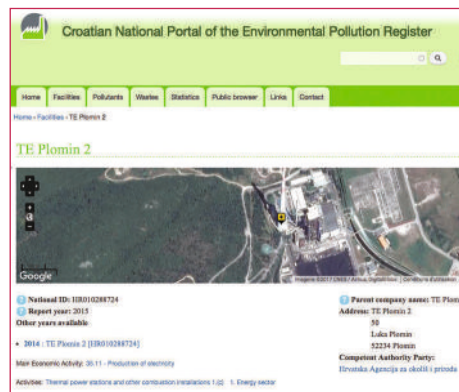 Croatian National Portal of the Environmental Pollution Register
Home Facilities Pollutants Wastes Statistics Public browser Links Contact
Home › Facilities › TE Plomin 2
TE Plomin 2
Google
National ID: HR010288724
Report year: 2015
Other years available
2014 : TE Plomin 2 [HR010288724]
Main Economic Activity: 35.11 - Production of electricity
Activities: Thermal power stations and other combustion installations 1.(c) 1. Energy sector
Parent company name: TE Plom
Address: TE Plomin 2
50
Luka Plomin
52234 Plomin
Competent Authority Party:
Hrvatska Agencija za okoliš i priroda